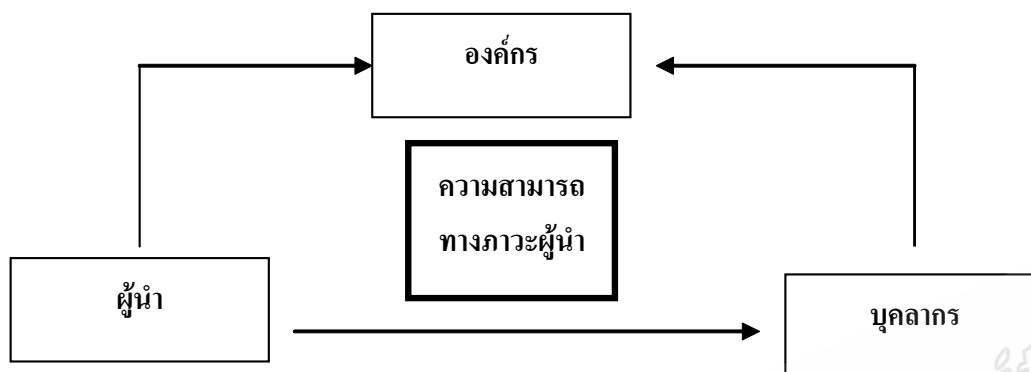 องค์กร
ความสามารถ
ทางภาวะผู้นำ
ผู้นำ
บุคลากร